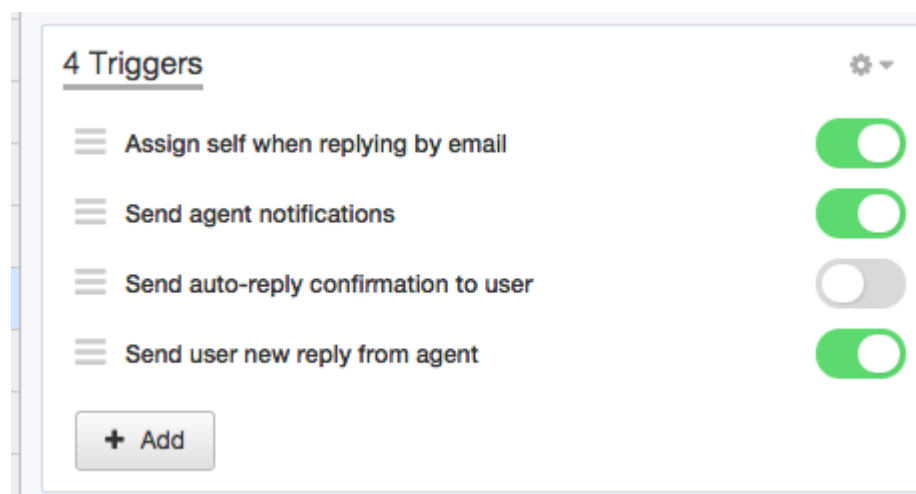 4 Triggers
Assign self when replying by email
Send agent notifications
Send auto-reply confirmation to user
Send user new reply from agent
+ Add